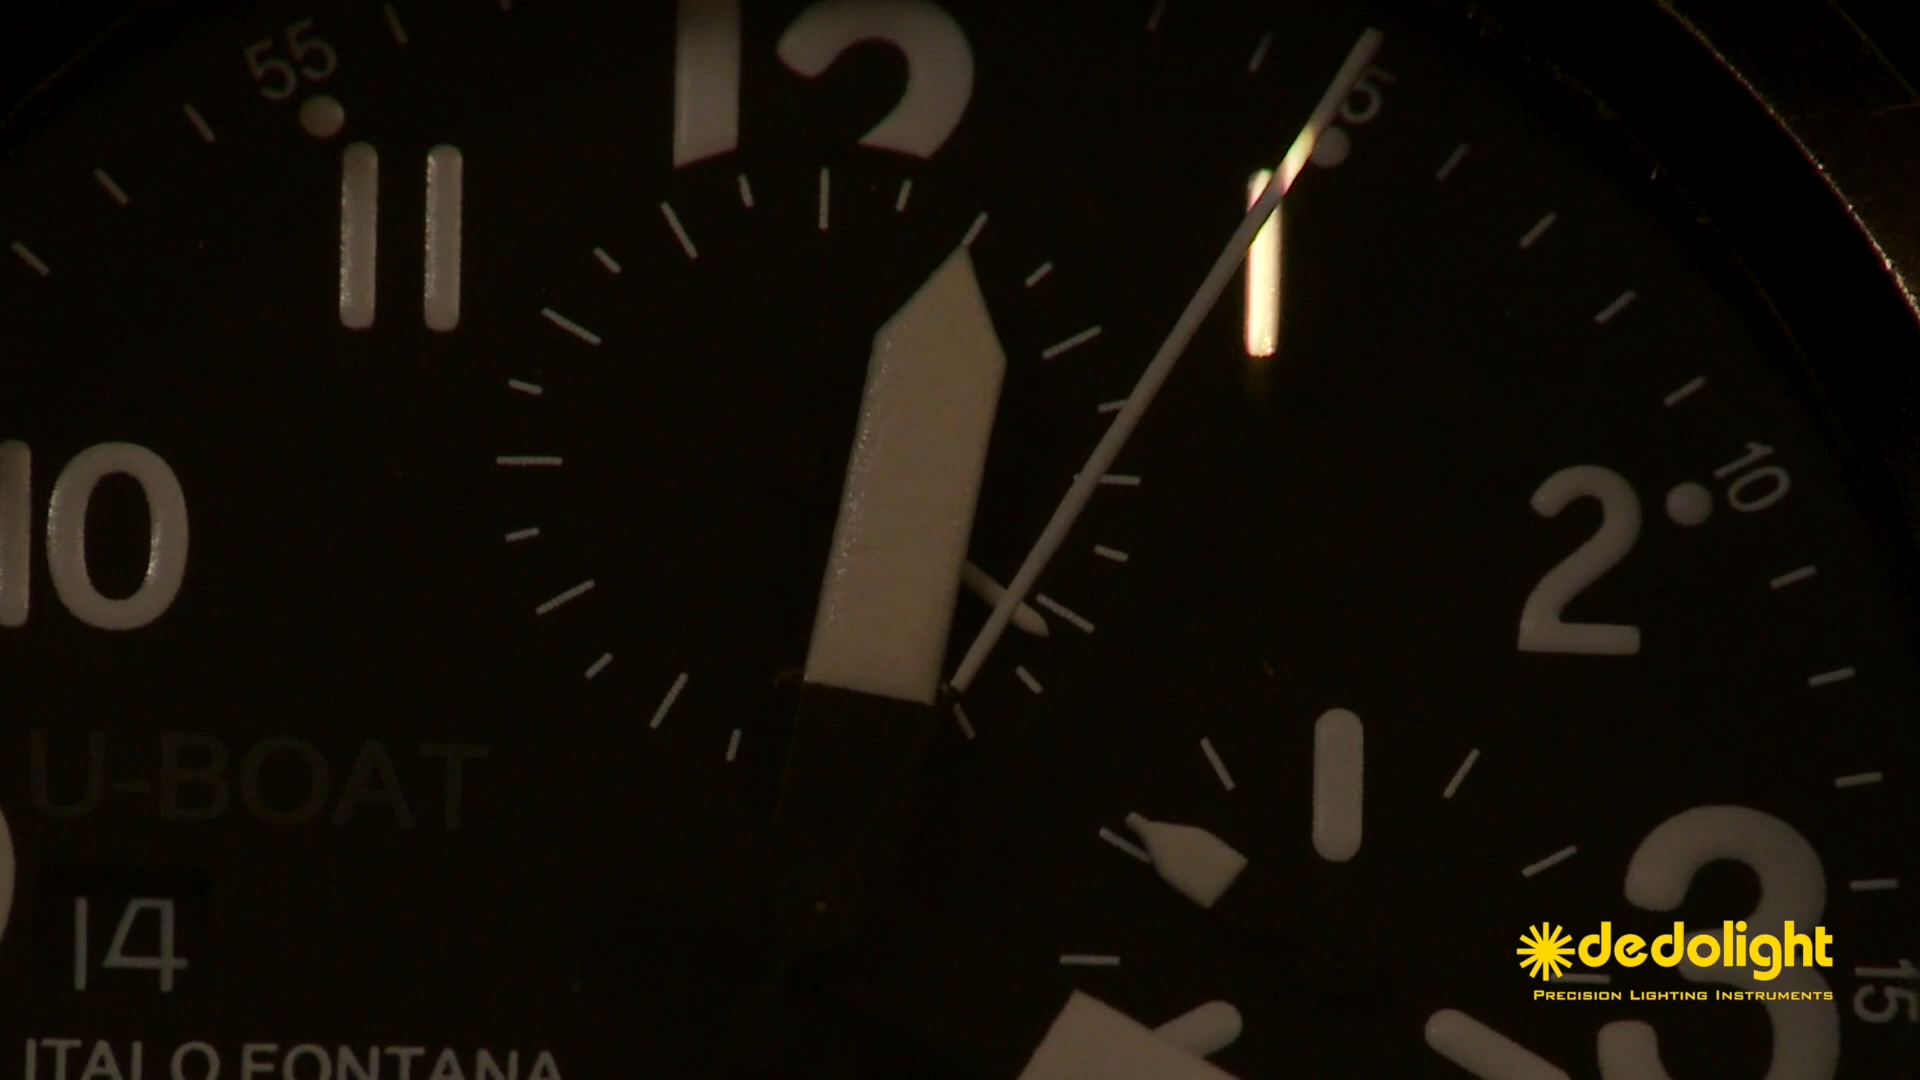 55
12
5
11
1
10
2
10
U-BOAT
3
14
dedolight
15
PRECISION LIGHTING INSTRUMENTS
ITALO FONTANA